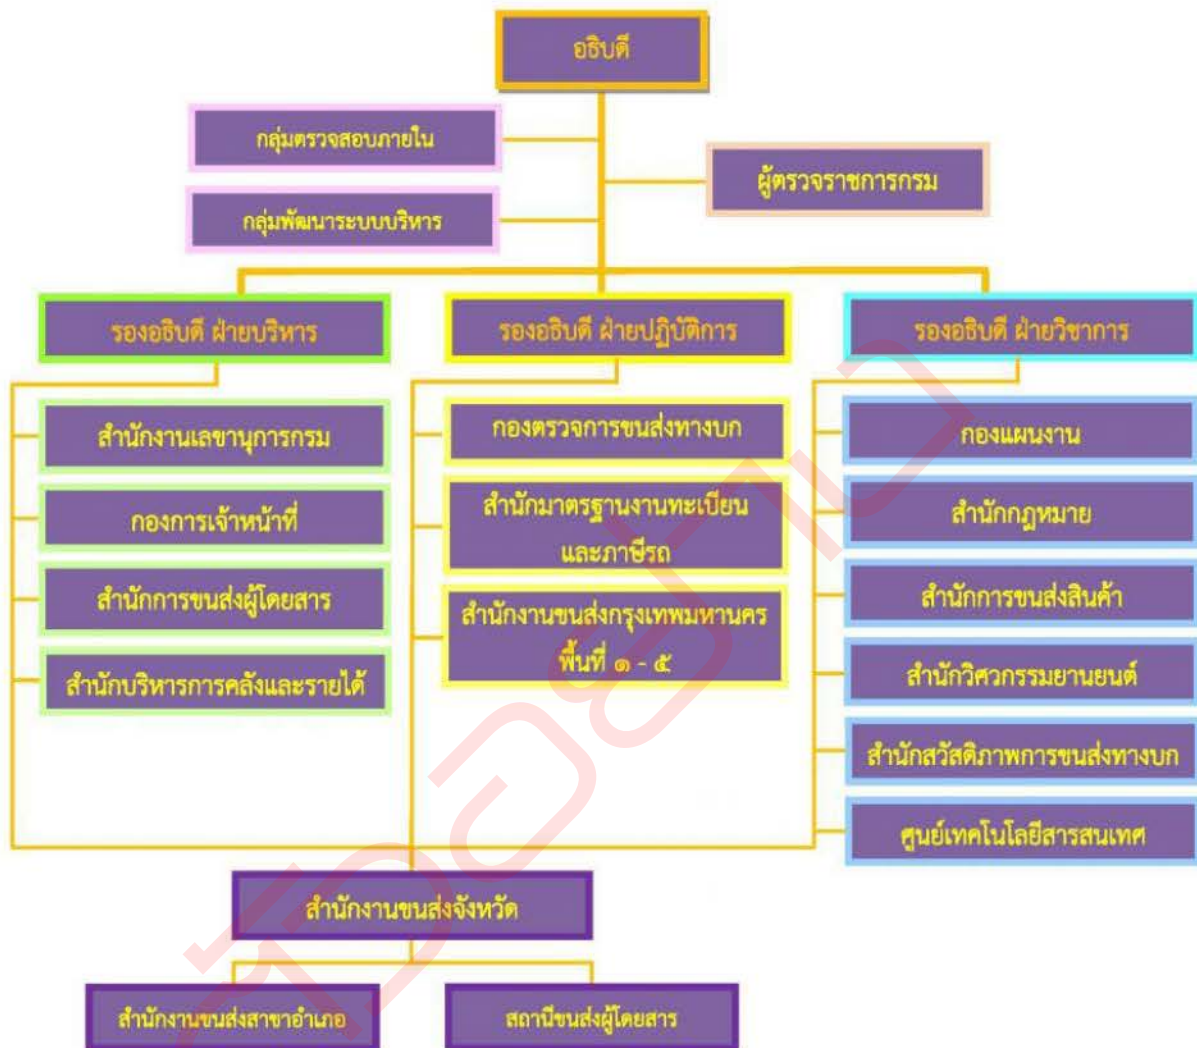 อธิบดี
กลุ่มตรวจสอบภายใน
ผู้ตรวจราชการกรม
กลุ่มพัฒนาระบบบริหาร
รองอธิบดี ฝ่ายบริหาร
รองอธิบดี ฝ่ายปฏิบัติการ
รองอธิบดี ฝ่ายวิชาการ
สำนักงานเลขานุการกรม
กองการเจ้าหน้าที่
สำนักการขนส่งผู้โดยสาร
สำนักบริหารการคลังและรายได้
กองตรวจการขนส่งทางบก
สำนักมาตรฐานงานทะเบียน
และภาษีรถ
สำนักงานขนส่งกรุงเทพมหานคร
พื้นที่ ๑ - ๕
กองแผนงาน
สำนักกฎหมาย
สำนักการขนส่งสินค้า
สำนักวิศวกรรมยานยนต์
สำนักสวัสดิภาพการขนส่งทางบก
ศูนย์เทคโนโลยีสารสนเทศ
สำนักงานขนส่งจังหวัด
สำนักงานขนส่งสาขาอำเภอ
สถานีขนส่งผู้โดยสาร